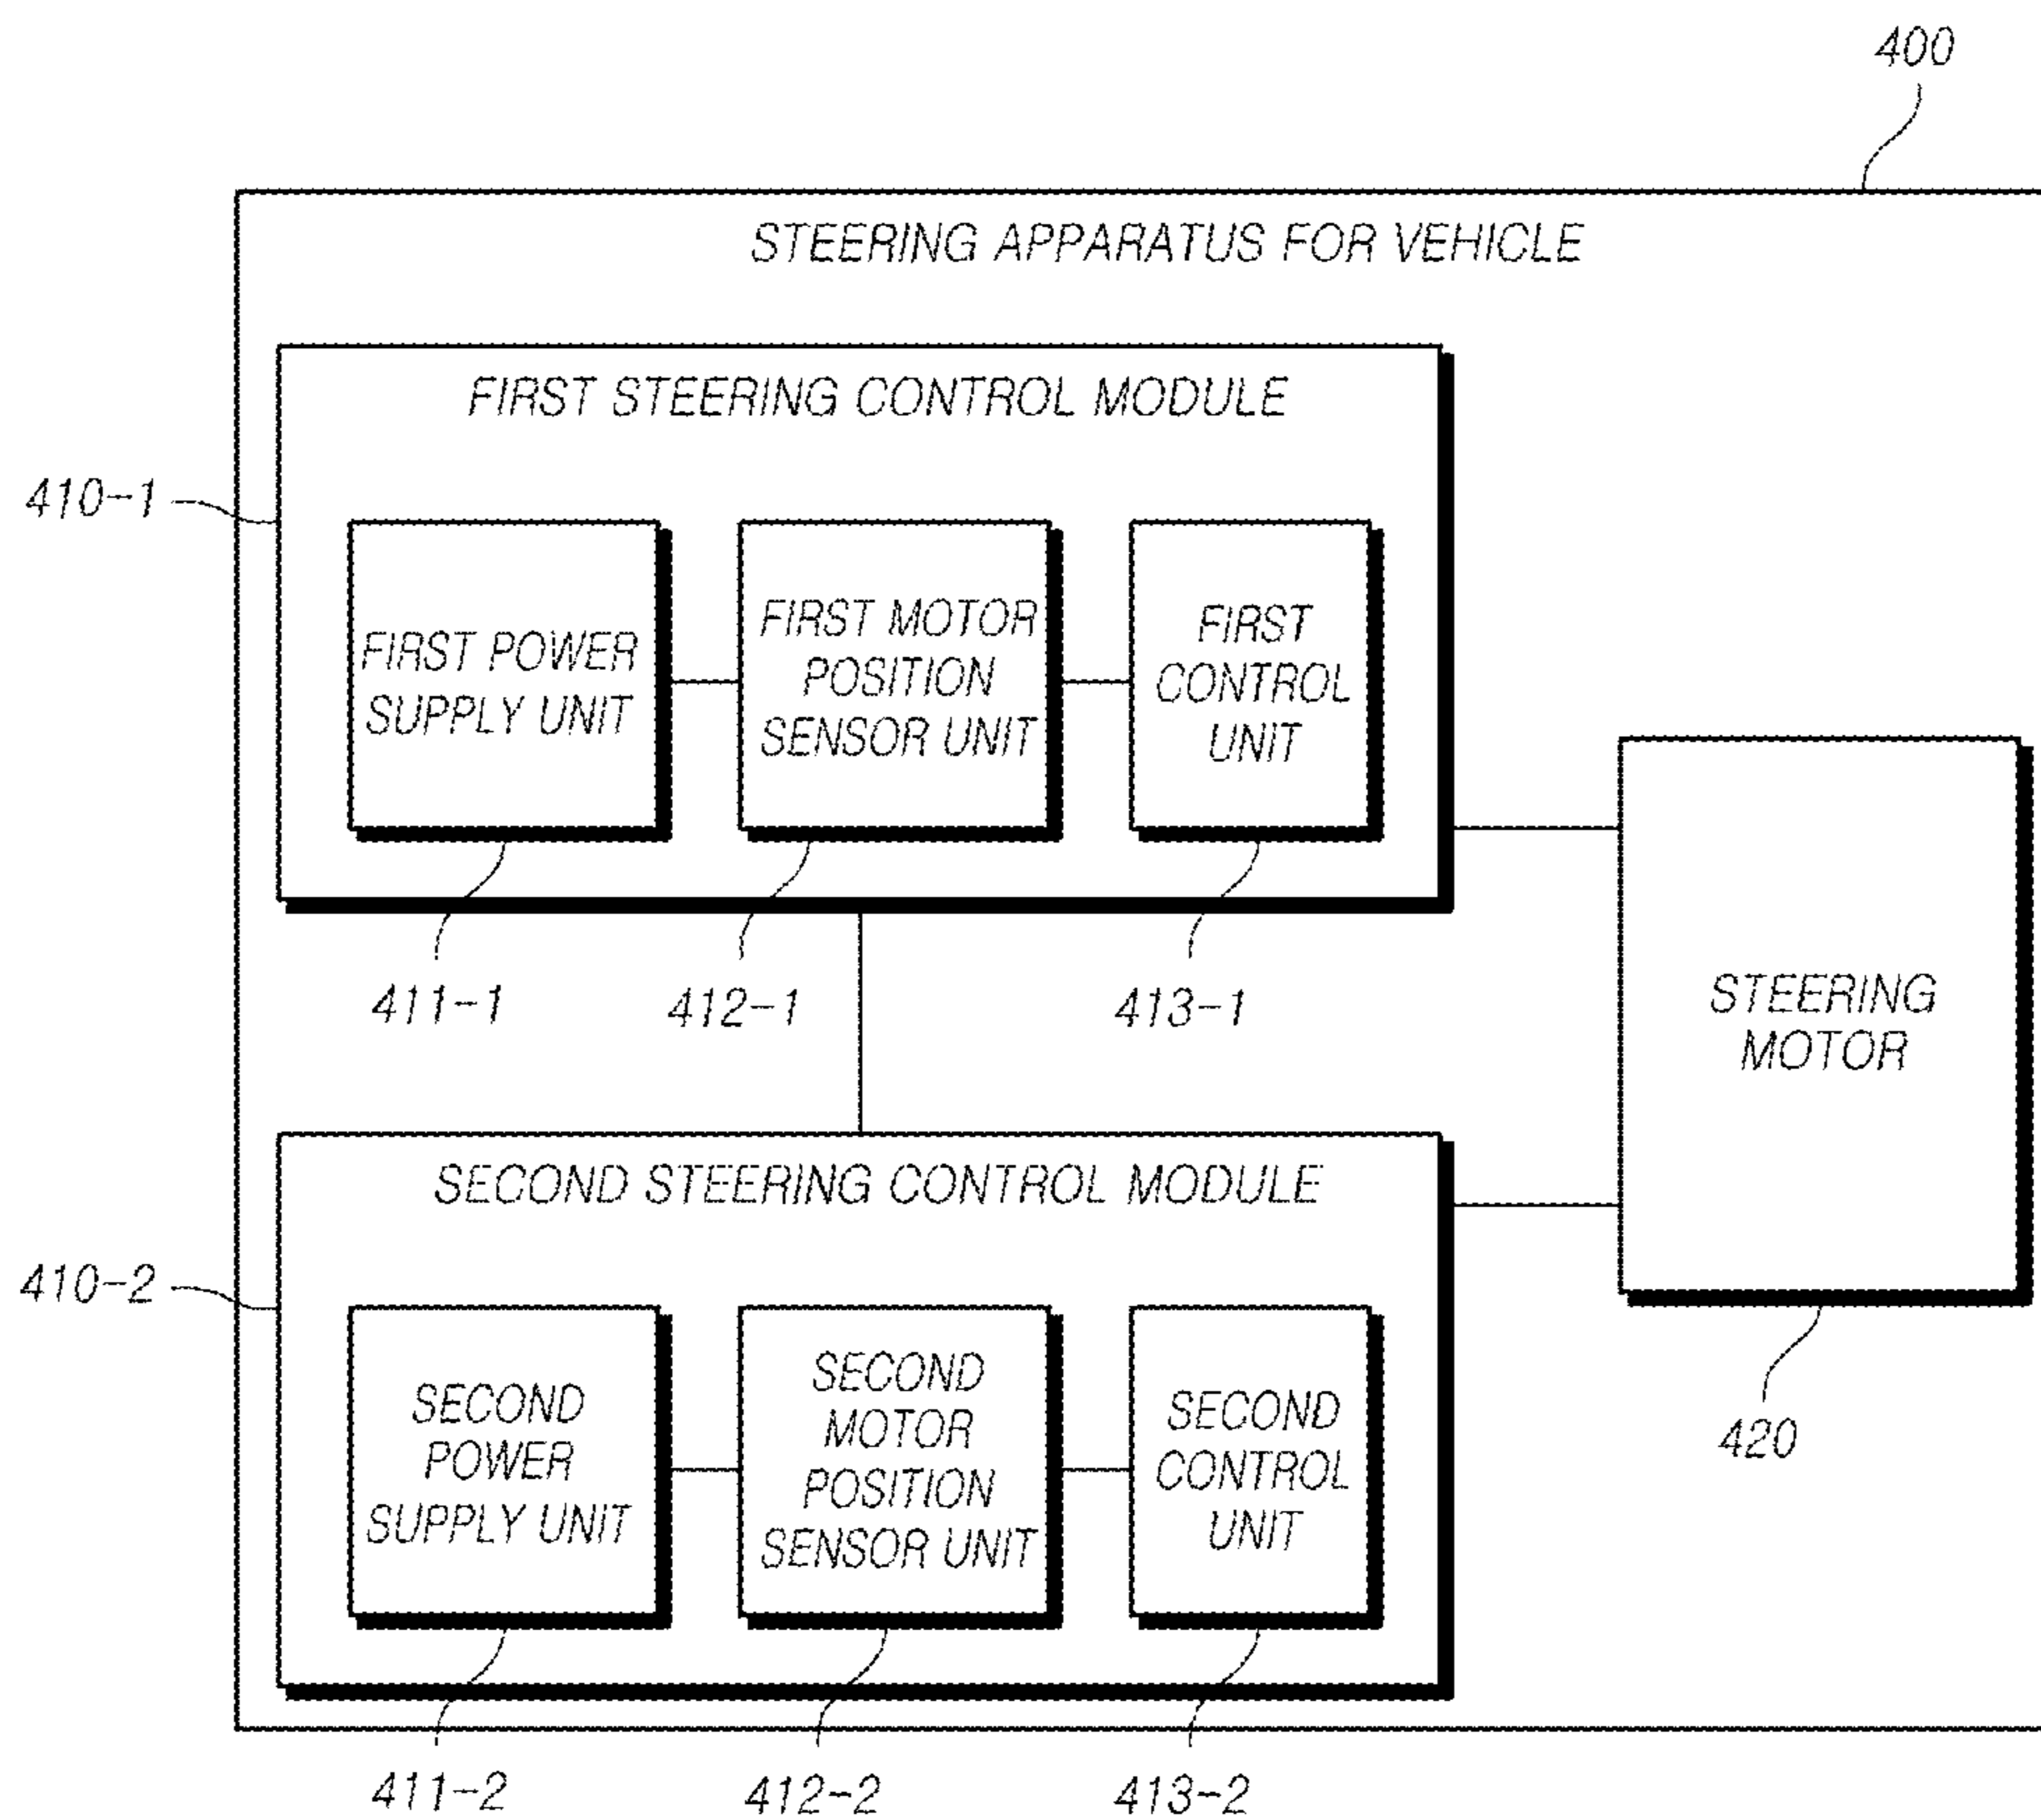 400
STEERING APPARATUS FOR VEHICLE
FIRST STEERING CONTROL MODULE
410-1
FIRST POWER
SUPPLY UNIT
FIRST MOTOR
POSITION
SENSOR UNIT
FIRST
CONTROL
UNIT
411-1
412-1
413-1
STEERING
MOTOR
420
SECOND STEERING CONTROL MODULE
410-2
SECOND
POWER
SUPPLY UNIT
SECOND
MOTOR
POSITION
SENSOR UNIT
SECOND
CONTROL
UNIT
411-2
412-2
413-2